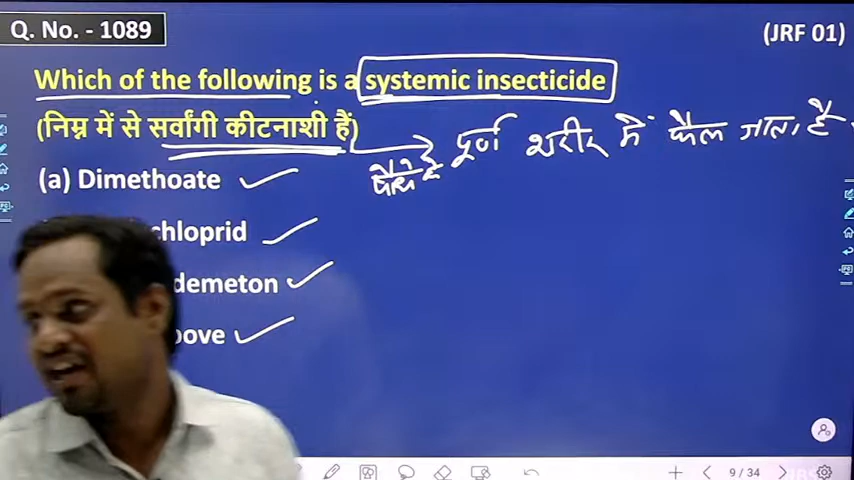 Q. No. - 1089
(JRF 01)
Which of the following is a systemic insecticide
(निम्न में से सर्वांगी कीटनाशी हैं)
पूर्ण शरीर में फैल जाता है
(a) Dimethoate
chloprid
demeton
bove
9 / 34